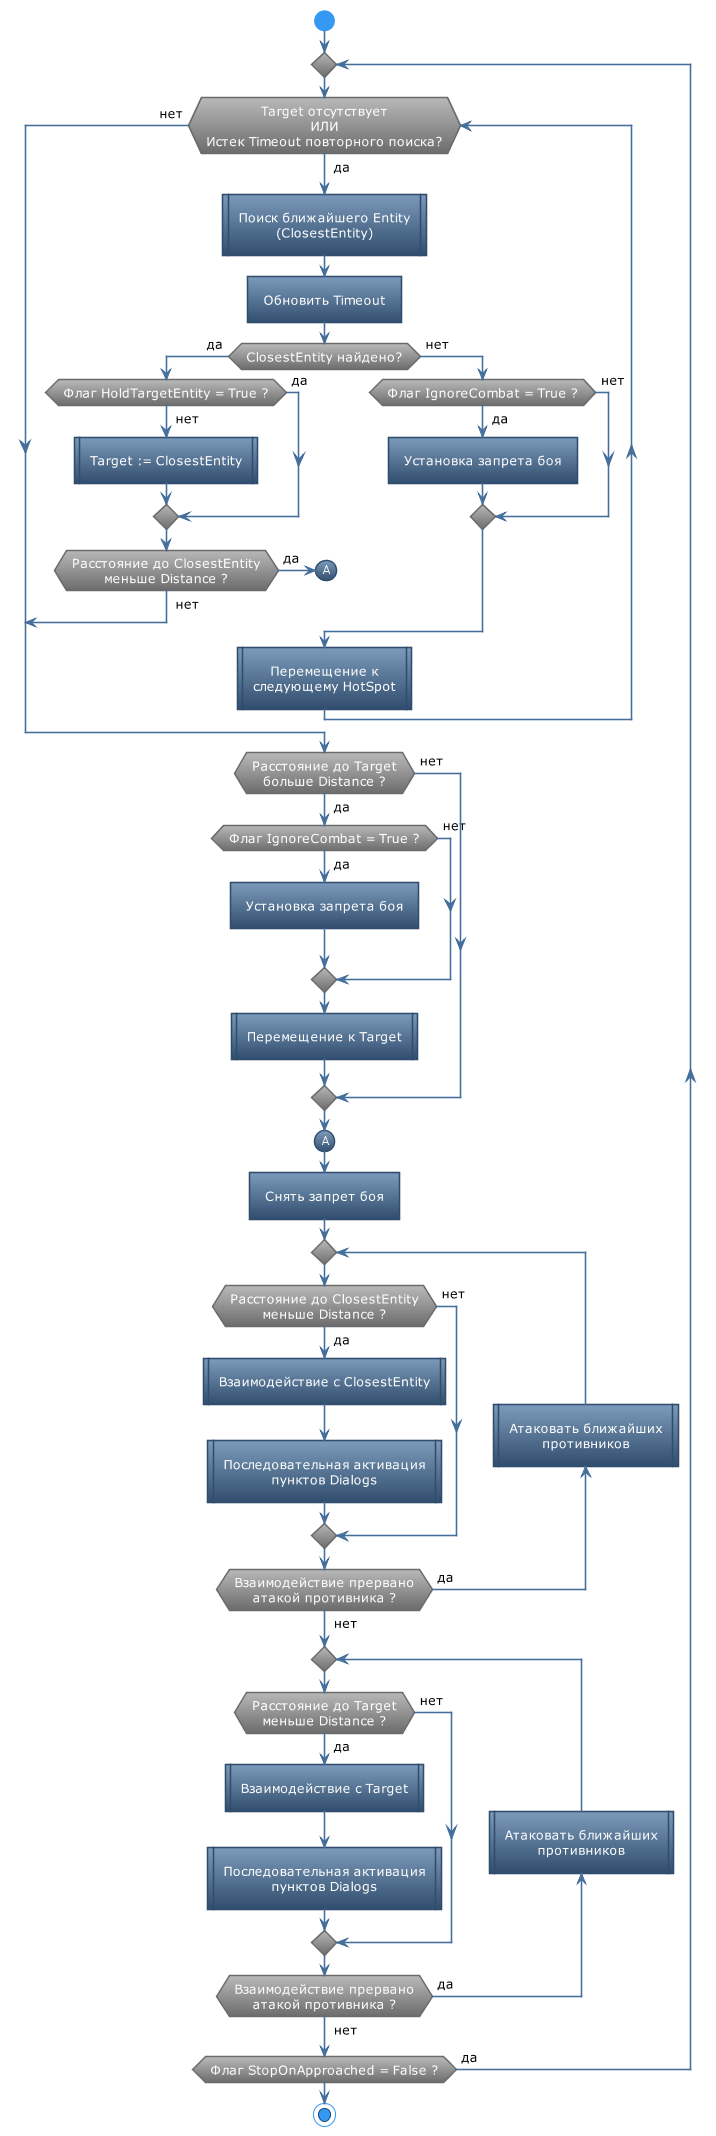 Target отсутствует
ИЛИ
Истек Timeout повторного поиска?
нет
да
Поиск ближайшего Entity
(ClosestEntity)
Обновить Timeout
ClosestEntity найдено?
да
нет
Флаг HoldTargetEntity = True ?
да
нет
Target := ClosestEntity
Расстояние до ClosestEntity
меньше Distance ?
да
A
нет
Флаг IgnoreCombat = True ?
нет
да
Установка запрета боя
Перемещение к
следующему HotSpot
Расстояние до Target
больше Distance ?
нет
да
Флаг IgnoreCombat = True ?
нет
да
Установка запрета боя
Перемещение к Target
A
Снять запрет боя
Расстояние до ClosestEntity
меньше Distance ?
нет
да
Взаимодействие с ClosestEntity
Последовательная активация
пунктов Dialogs
Атаковать ближайших
противников
Взаимодействие прервано
атакой противника ?
да
нет
Расстояние до Target
меньше Distance ?
нет
да
Взаимодействие с Target
Последовательная активация
пунктов Dialogs
Атаковать ближайших
противников
Взаимодействие прервано
атакой противника ?
да
нет
Флаг StopOnApproached = False ?
да